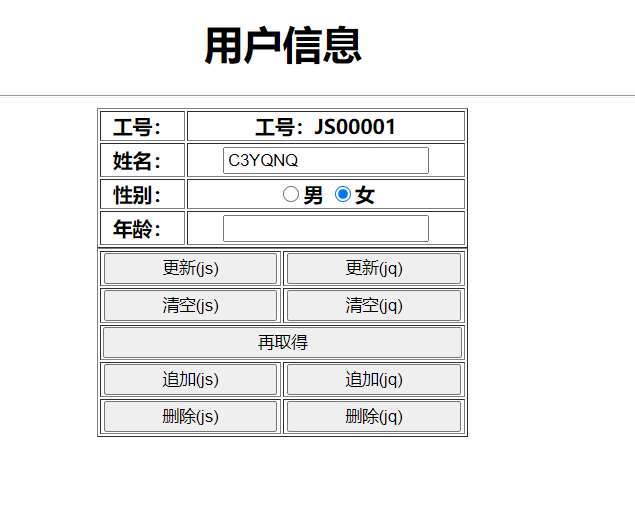 用户信息
工号： 工号：JS00001
姓名： C3YQNQ
性别： 男 女
年龄：
更新(js) 更新(jq)
清空(js) 清空(jq)
再取得
追加(js) 追加(jq)
删除(js) 删除(jq)